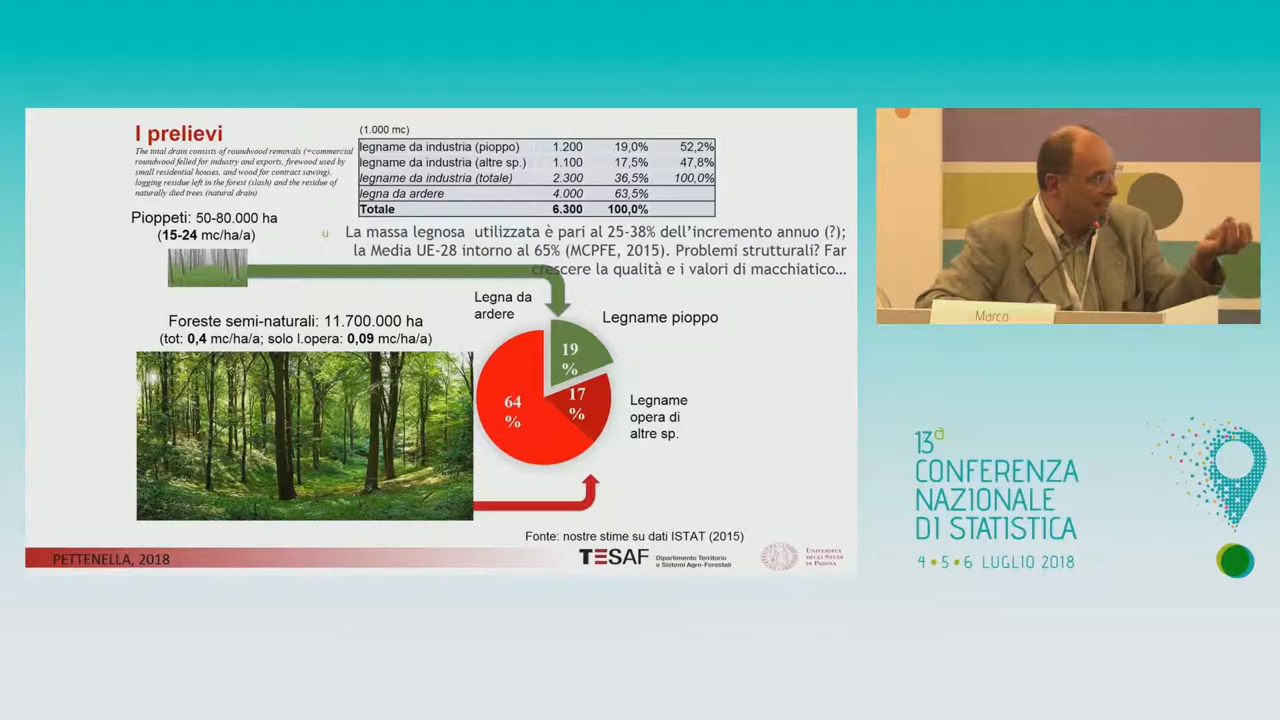 I prelievi
The total drain consists of roundwood removals (=commercial
roundwood felled for industry and exports, firewood used by
small residential houses, and wood for contract sawing),
logging residue left in the forest (slash) and the residue of
naturally died trees (natural drain)
(1.000 mc)
legname da industria (pioppo) 1.200 19,0% 52,2%
legname da industria (altre sp.) 1.100 17,5% 47,8%
legname da industria (totale) 2.300 36,5% 100,0%
legna da ardere 4.000 63,5%
Totale 6.300 100,0%
Pioppeti: 50-80.000 ha
(15-24 mc/ha/a)
u La massa legnosa utilizzata è pari al 25-38% dell'incremento annuo (?);
la Media UE-28 intorno al 65% (MCPFE, 2015). Problemi strutturali? Far
crescere la qualità e i valori di macchiatico…
Foreste semi-naturali: 11.700.000 ha
(tot: 0,4 mc/ha/a; solo l.opera: 0,09 mc/ha/a)
Legna da
ardere
Legname pioppo
19
%
17
%
64
%
Legname
opera di
altre sp.
Fonte: nostre stime su dati ISTAT (2015)
PETTENELLA, 2018
TESAF
Dipartimento Territorio
e Sistemi Agro-Forestali
UNIVERSITÀ
DEGLI STUDI
DI PADOVA
Marco
13a
CONFERENZA
NAZIONALE
DI STATISTICA
4•5•6 LUGLIO 2018